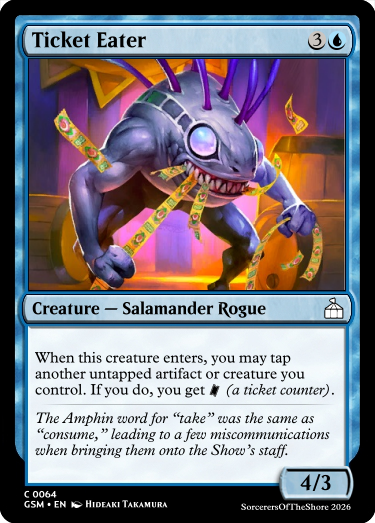 Ticket Eater 3
Creature — Salamander Rogue
When this creature enters, you may tap
another untapped artifact or creature you
control. If you do, you get (a ticket counter).
The Amphin word for “take” was the same as
“consume,” leading to a few miscommunications
when bringing them onto the Show’s staff.
4/3
C 0064
GSM • EN Hideaki Takamura
SorcerersOfTheShore 2026